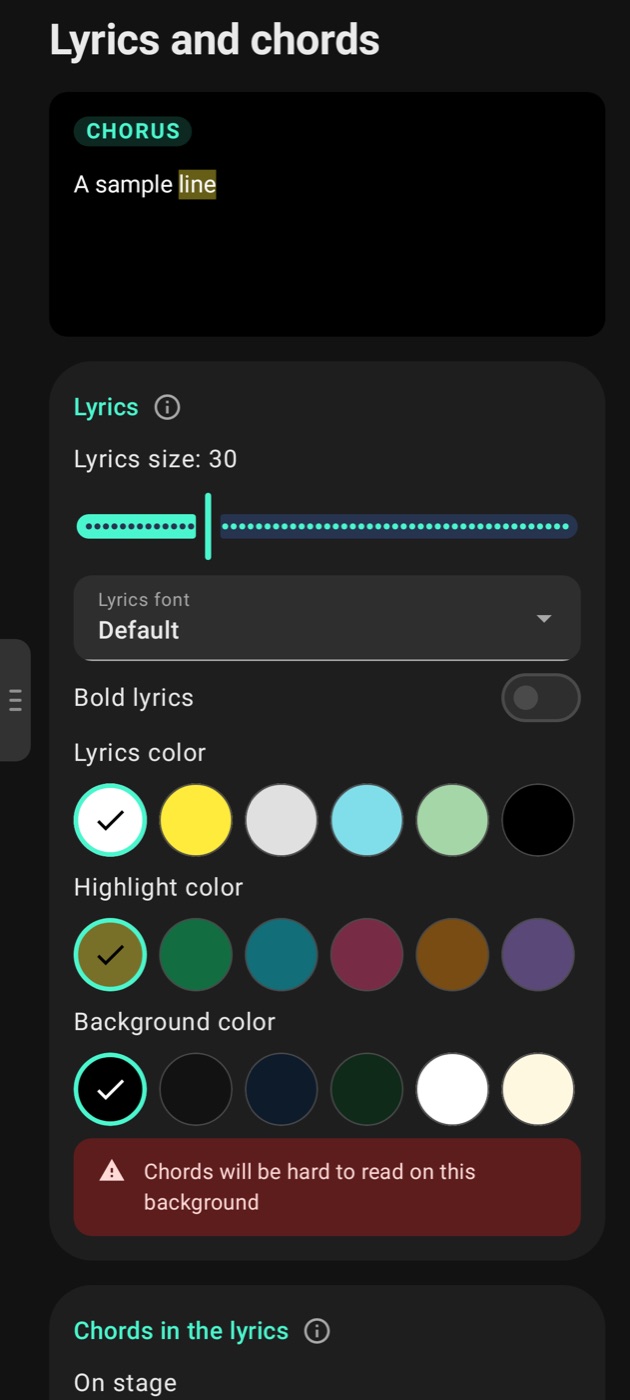 Lyrics and chords
CHORUS
A sample line
Lyrics
Lyrics size: 30
Lyrics font
Default
Bold lyrics
Lyrics color
Highlight color
Background color
Chords will be hard to read on this
background
Chords in the lyrics
On stage